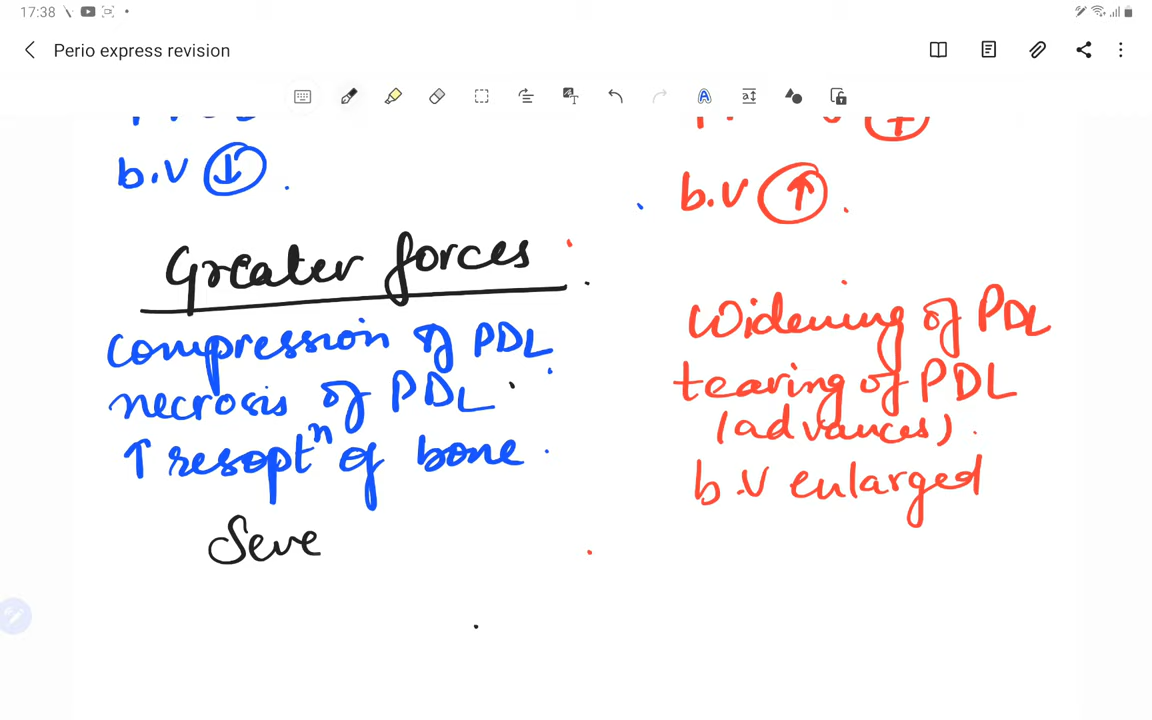 17:38
Perio express revision
b.v ↓
b.v ↑
Greater forces
compression of PDL
necrosis of PDL
↑ resoptⁿ of bone
Widening of PDL
tearing of PDL
(advances)
b.v enlarged
Seve